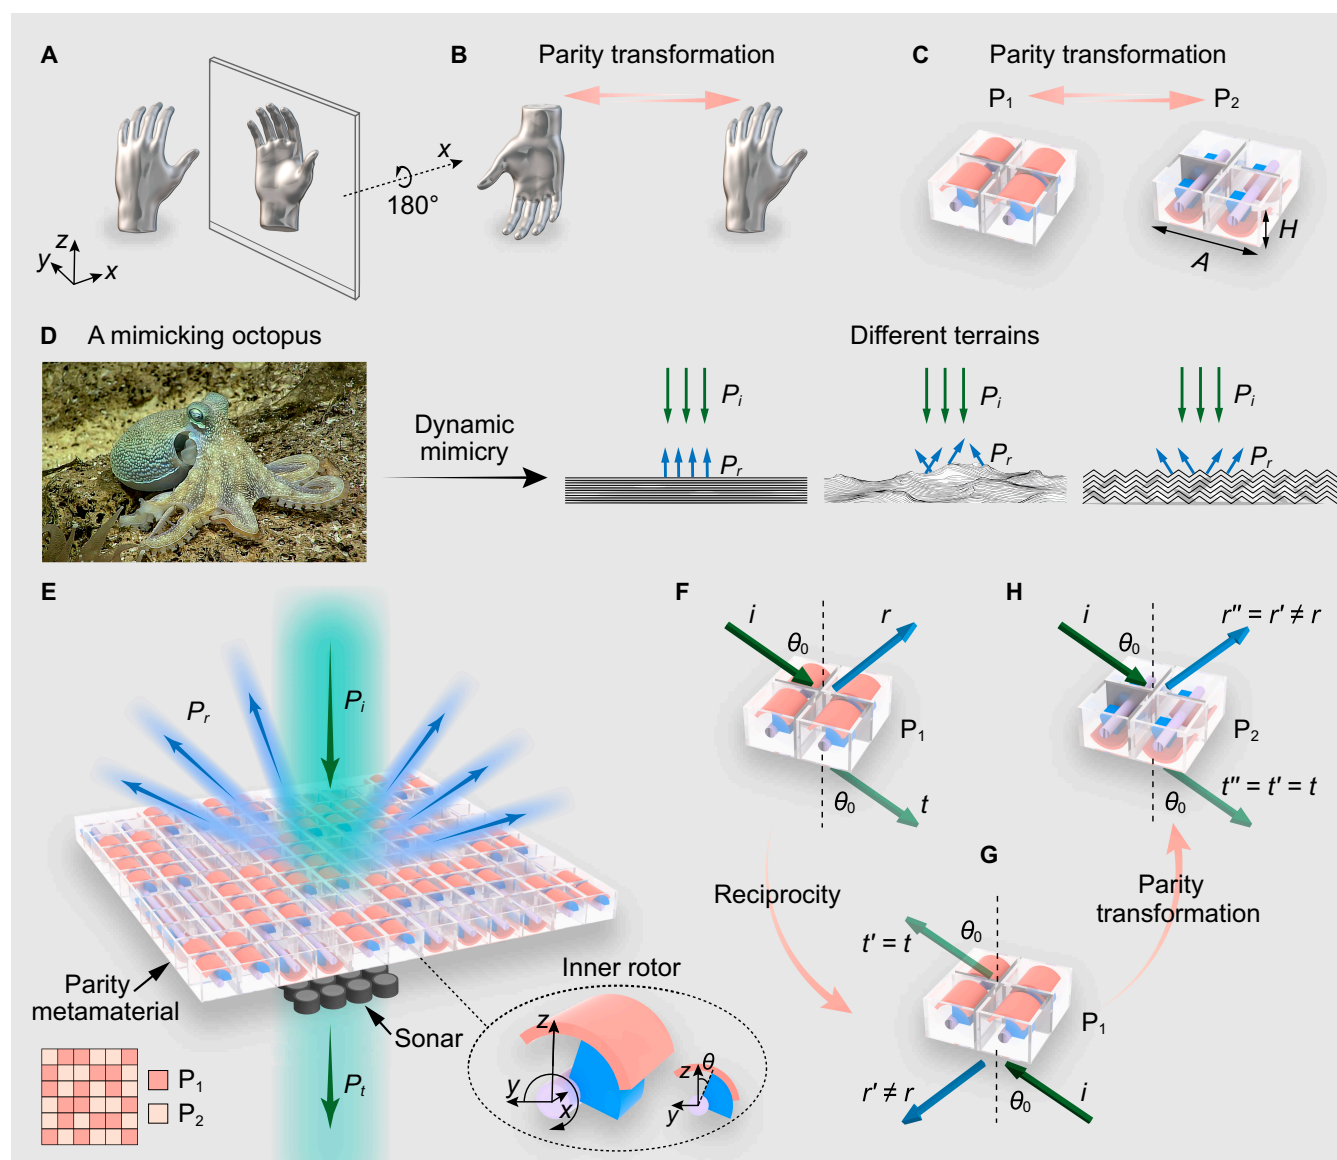 A
B
Parity transformation
C
Parity transformation
P₁
P₂
x
180°
z
y
x
H
A
D
A mimicking octopus
Different terrains
Dynamic
mimicry
Pᵢ
Pᵣ
Pᵢ
Pᵣ
Pᵢ
Pᵣ
E
Pᵣ
Pᵢ
Parity
metamaterial
Sonar
Pₜ
P₁
P₂
Inner rotor
z
y
x
z
θ
y
F
i
θ₀
r
P₁
θ₀
t
Reciprocity
H
i
θ₀
r″ = r′ ≠ r
P₂
t″ = t′ = t
θ₀
Parity
transformation
G
t′ = t
θ₀
P₁
r′ ≠ r
θ₀
i